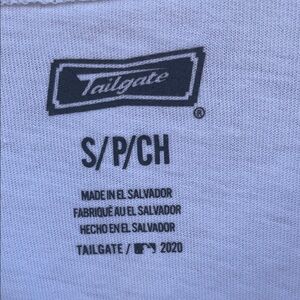 Tailgate
®
S/P/CH
MADE IN EL SALVADOR
FABRIQUÉ AU EL SALVADOR
HECHO EN EL SALVADOR
TAILGATE / 2020